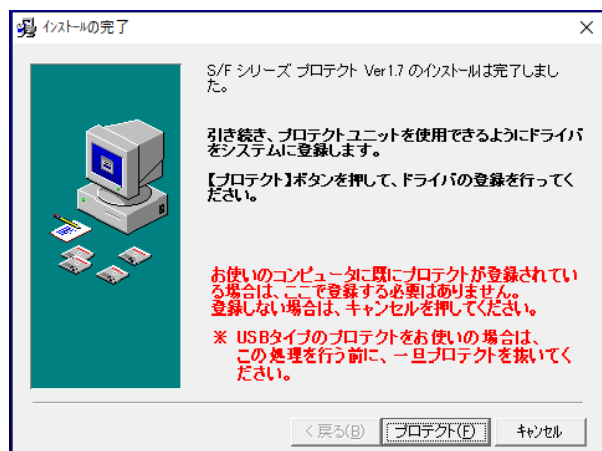 インストールの完了
S/F シリーズ プロテクト Ver1.7 のインストールは完了しまし
た。
引き続き、プロテクトユニットを使用できるようにドライバ
をシステムに登録します。
【プロテクト】ボタンを押して、ドライバの登録を行ってく
ださい。
お使いのコンピュータに既にプロテクトが登録されてい
る場合は、ここで登録する必要はありません。
登録しない場合は、キャンセルを押してください。
※ USBタイプのプロテクトをお使いの場合は、
この処理を行う前に、一旦プロテクトを抜いてく
ださい。
< 戻る(B) プロテクト(F) キャンセル